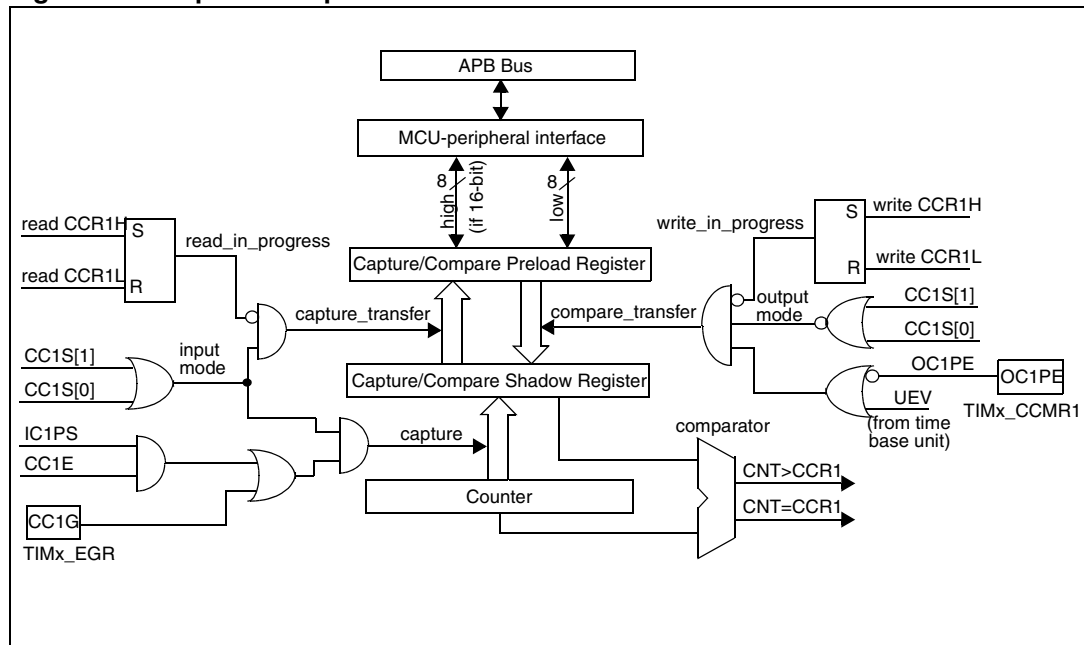 APB Bus
MCU-peripheral interface
8
high
(if 16-bit)
8
low
read CCR1H
S
read_in_progress
read CCR1L
R
write_in_progress
S
write CCR1H
R
write CCR1L
Capture/Compare Preload Register
capture_transfer
compare_transfer
output
mode
CC1S[1]
CC1S[0]
input
mode
CC1S[1]
CC1S[0]
Capture/Compare Shadow Register
OC1PE
OC1PE
UEV
TIMx_CCMR1
(from time
base unit)
IC1PS
CC1E
capture
comparator
CNT>CCR1
CNT=CCR1
Counter
CC1G
TIMx_EGR